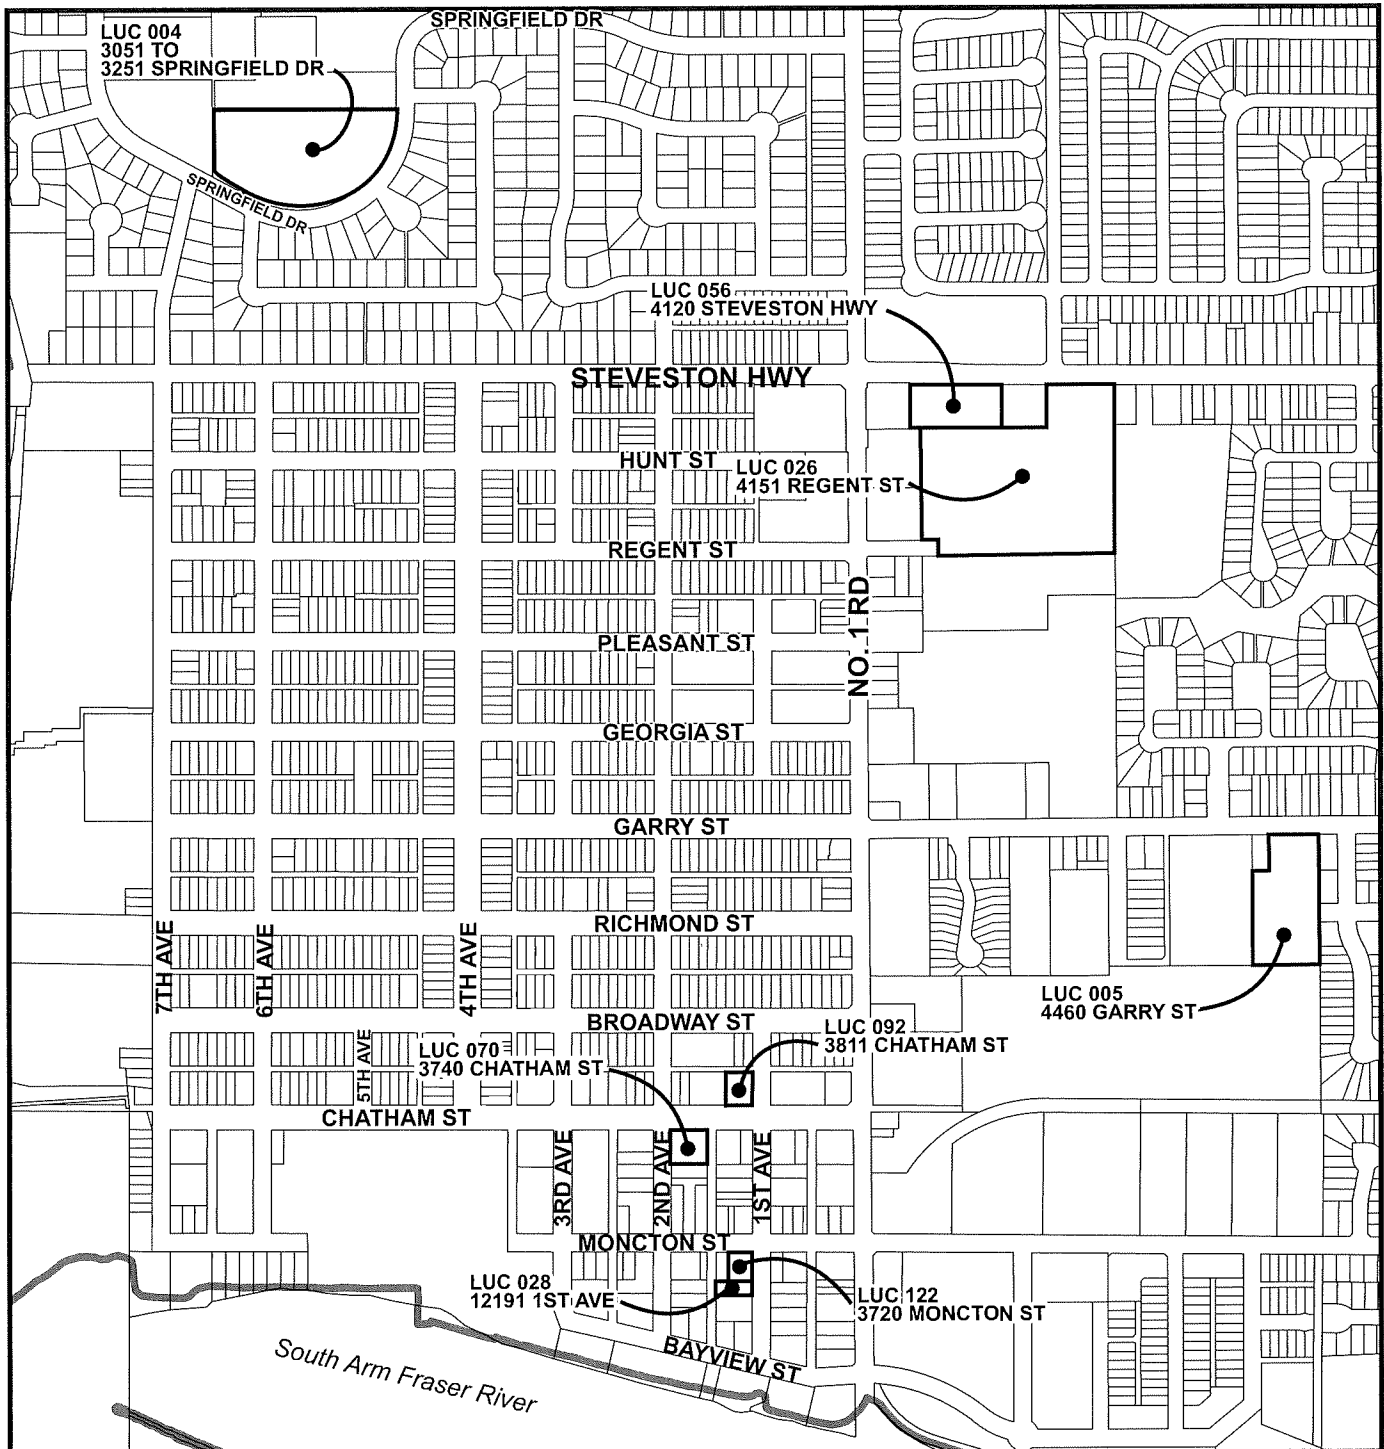 SPRINGFIELD DR
LUC 004
3051 TO
3251 SPRINGFIELD DR
SPRINGFIELD DR
LUC 056
4120 STEVESTON HWY
STEVESTON HWY
HUNT ST
LUC 026
4151 REGENT ST
REGENT ST
NO. 1 RD
PLEASANT ST
GEORGIA ST
GARRY ST
RICHMOND ST
7TH AVE
6TH AVE
4TH AVE
LUC 005
4460 GARRY ST
BROADWAY ST
LUC 092
3811 CHATHAM ST
5TH AVE
LUC 070
3740 CHATHAM ST
CHATHAM ST
3RD AVE
2ND AVE
1ST AVE
MONCTON ST
LUC 028
12191 1ST AVE
LUC 122
3720 MONCTON ST
BAYVIEW ST
South Arm Fraser River